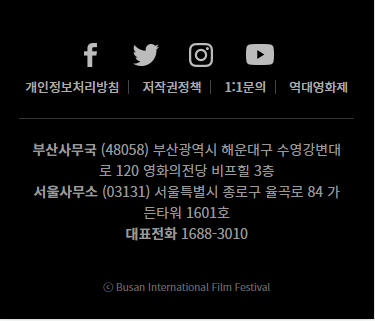 개인정보처리방침 | 저작권정책 | 1:1문의 | 역대영화제
부산사무국 (48058) 부산광역시 해운대구 수영강변대
로 120 영화의전당 비프힐 3층
서울사무소 (03131) 서울특별시 종로구 율곡로 84 가
든타워 1601호
대표전화 1688-3010
ⓒ Busan International Film Festival